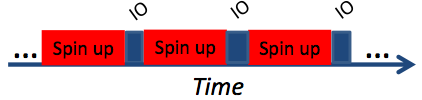 IO IO IO
... Spin up Spin up Spin up ...
Time